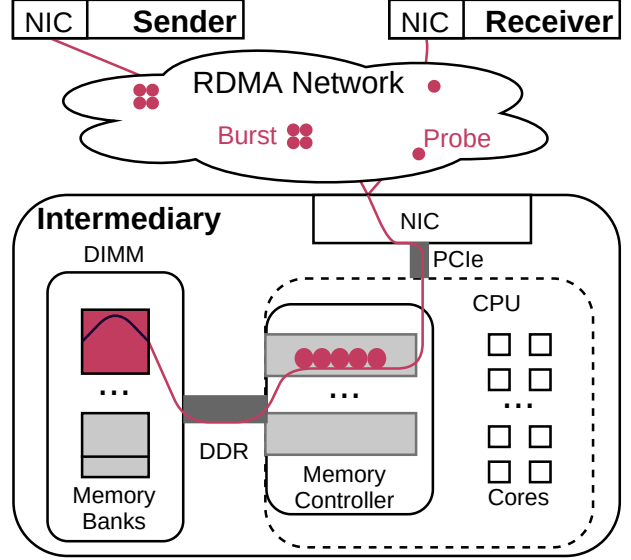 NIC Sender
NIC Receiver
RDMA Network
Burst
Probe
Intermediary
NIC
DIMM
PCIe
CPU
...
...
...
DDR
Memory
Banks
Memory
Controller
Cores